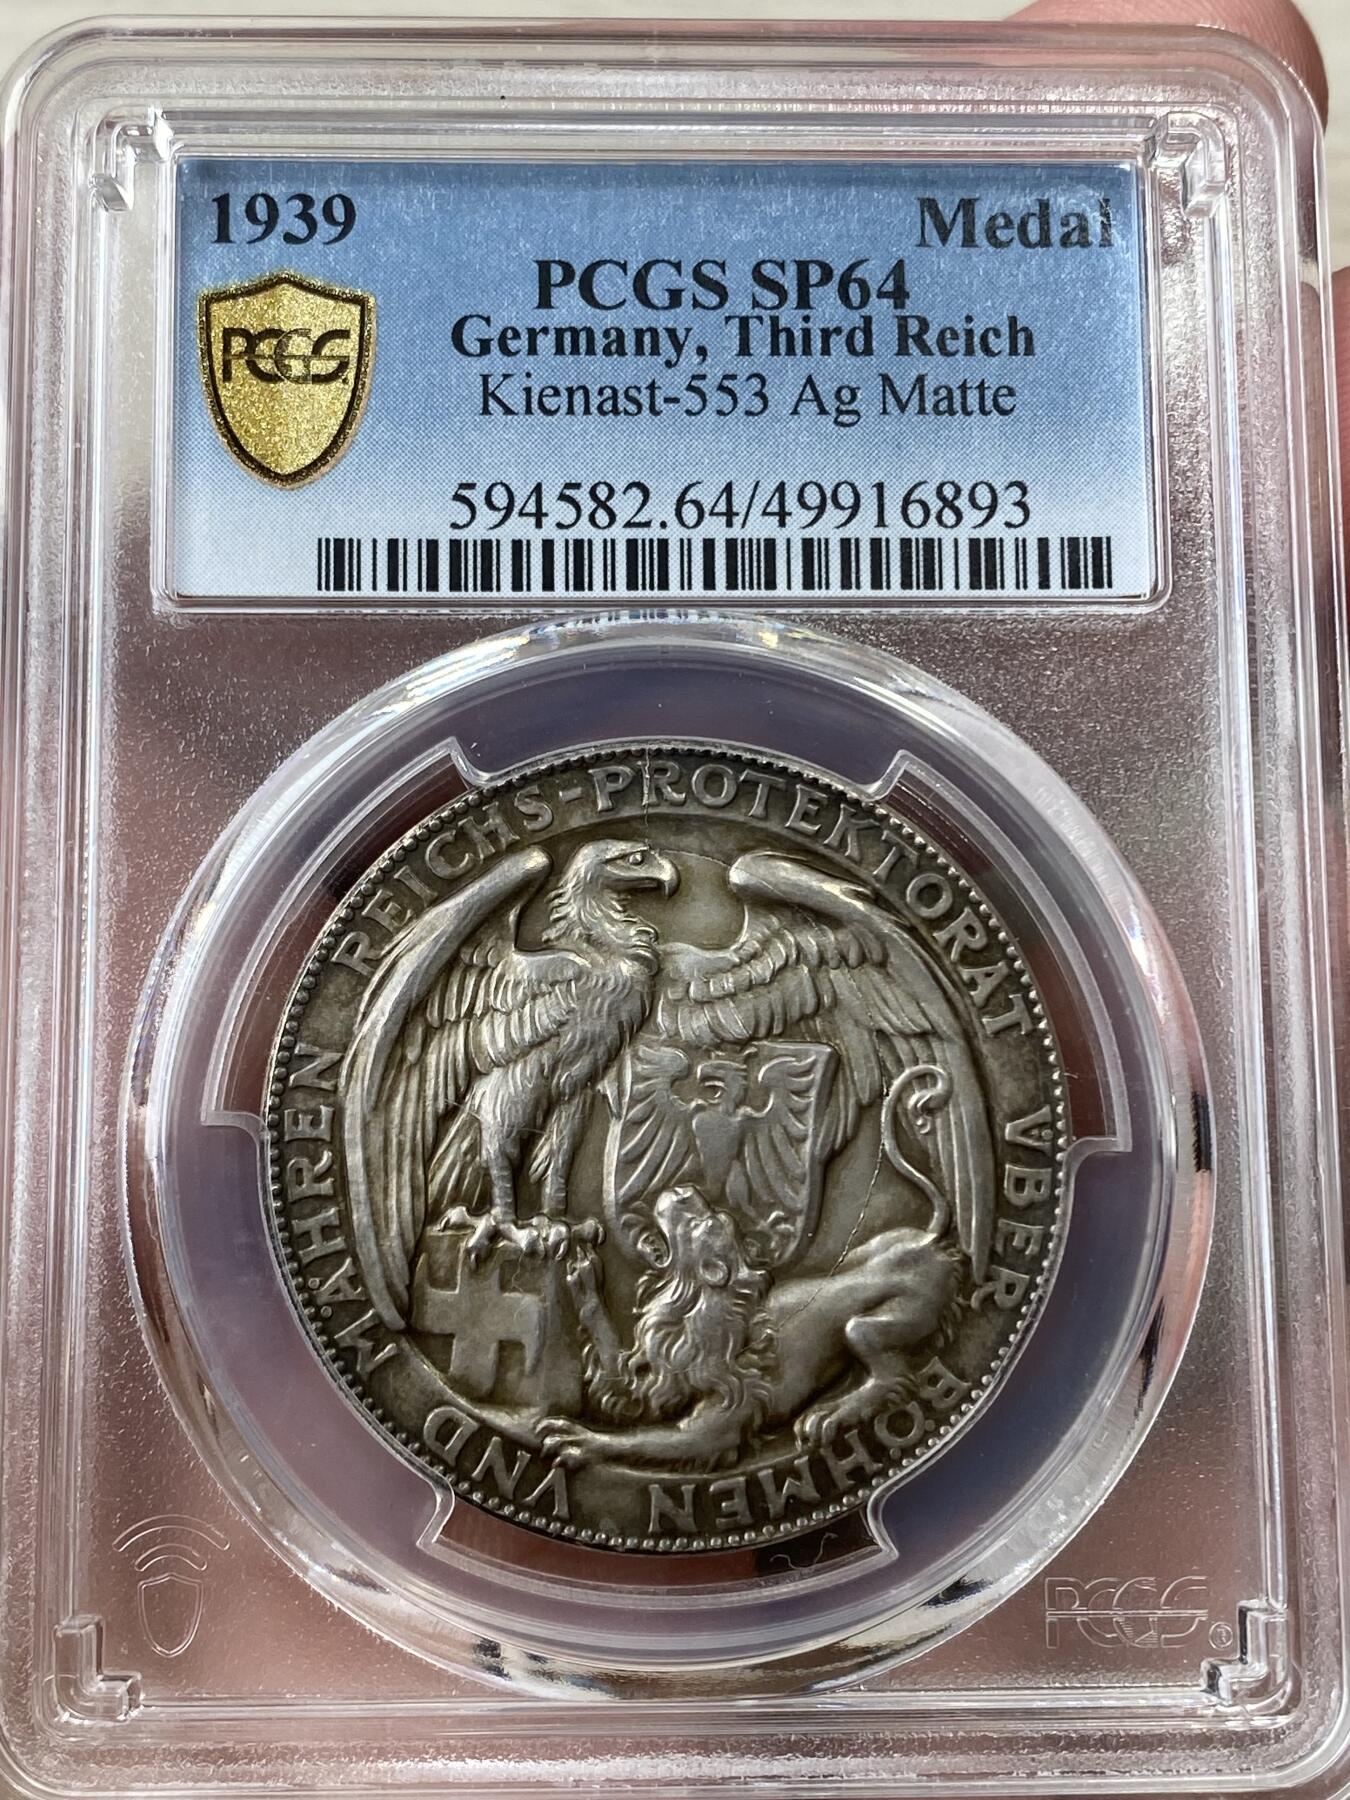 1939 Medal
PCGS SP64
Germany, Third Reich
PCGS
Kienast-553 Ag Matte
594582.64/49916893
REICHS-PROTEKTORAT VBER BÖHMEN VND MÄHREN
PCGS